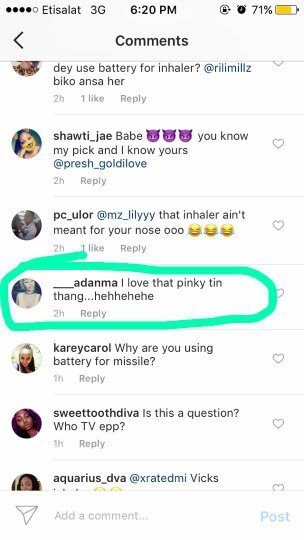 Etisalat 3G 6:20 PM 71%
Comments
dey use battery for inhaler? @rilimillz
biko ansa her
2h 1 like Reply
shawti_jae Babe 😈😈😈 you know
my pick and I know yours
@presh_goldilove
2h Reply
pc_ulor @mz_lilyyy that inhaler ain't
meant for your nose ooo 😂😂😂
2h 1 like Reply
____adanma I love that pinky tin
thang...hehhehehe
2h Reply
kareycarol Why are you using
battery for missile?
1h Reply
sweettoothdiva Is this a question?
Who TV epp?
1h Reply
aquarius_dva @xratedmi Vicks
Add a comment... Post